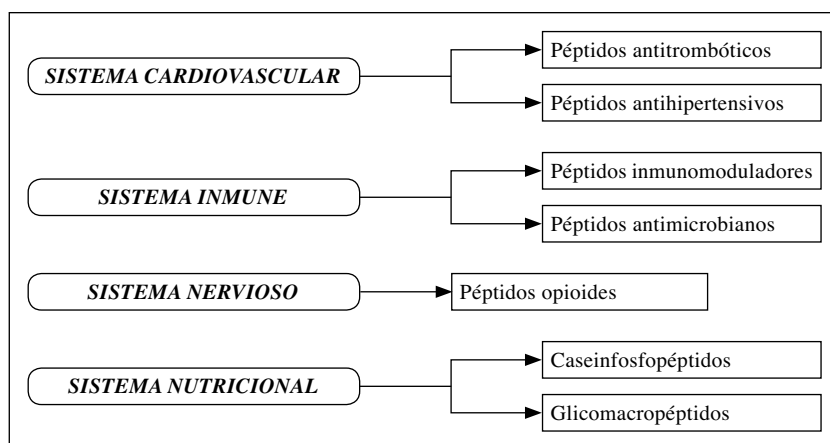 SISTEMA CARDIOVASCULAR
Péptidos antitrombóticos
Péptidos antihipertensivos
SISTEMA INMUNE
Péptidos inmunomoduladores
Péptidos antimicrobianos
SISTEMA NERVIOSO
Péptidos opioides
SISTEMA NUTRICIONAL
Caseinfosfopéptidos
Glicomacropéptidos